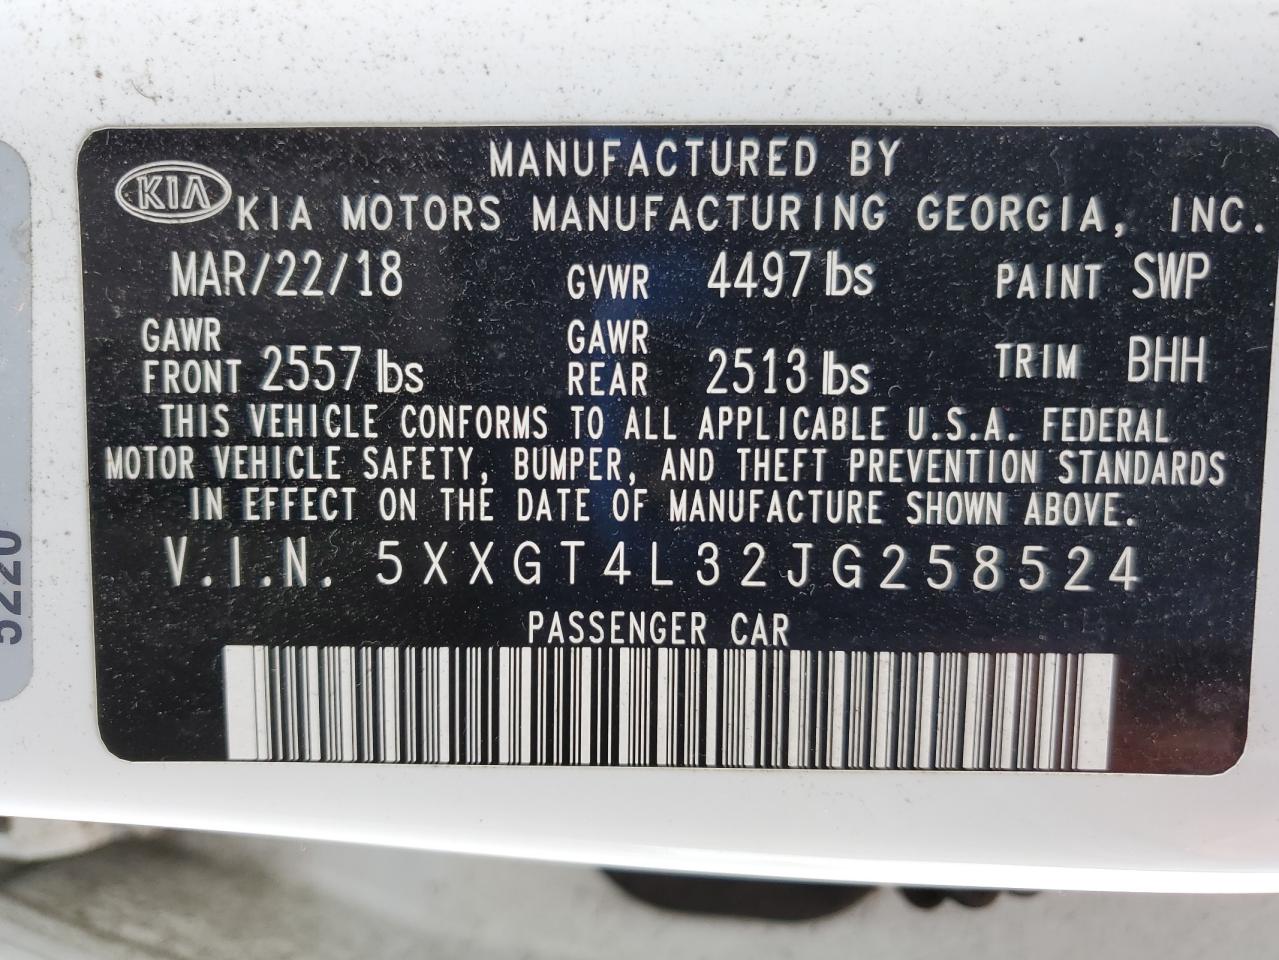 MANUFACTURED BY
KIA
KIA MOTORS MANUFACTURING GEORGIA, INC.
MAR/22/18 GVWR 4497 lbs PAINT SWP
GAWR FRONT 2557 lbs GAWR REAR 2513 lbs TRIM BHH
THIS VEHICLE CONFORMS TO ALL APPLICABLE U.S.A. FEDERAL
MOTOR VEHICLE SAFETY, BUMPER, AND THEFT PREVENTION STANDARDS
IN EFFECT ON THE DATE OF MANUFACTURE SHOWN ABOVE.
V.I.N. 5XXGT4L32JG258524
PASSENGER CAR
5220